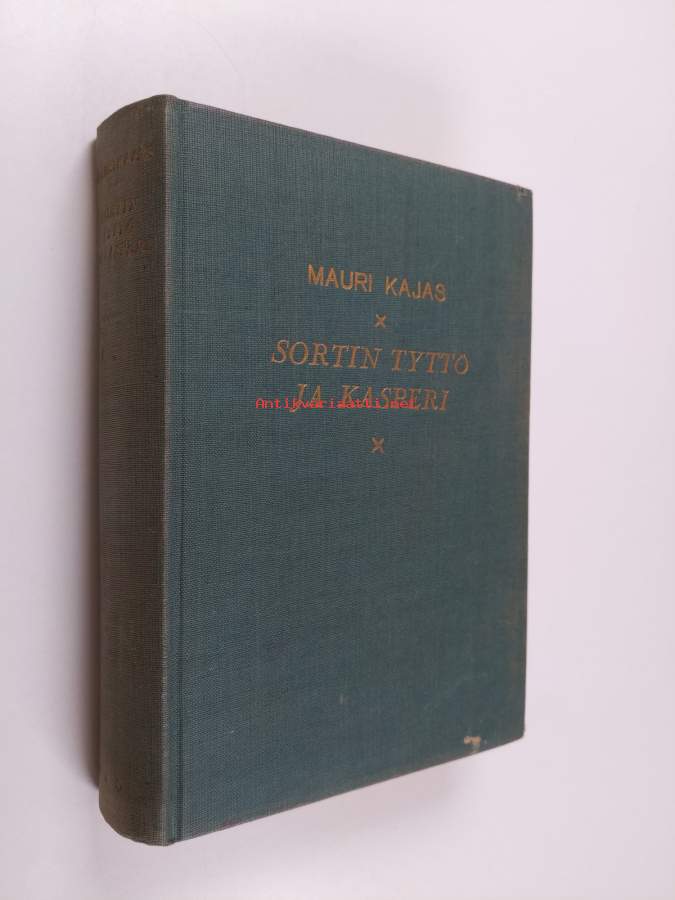 MAURI KAJAS
SORTIN TYTTÖ
JA KASPERI
Antikvariaatti.net